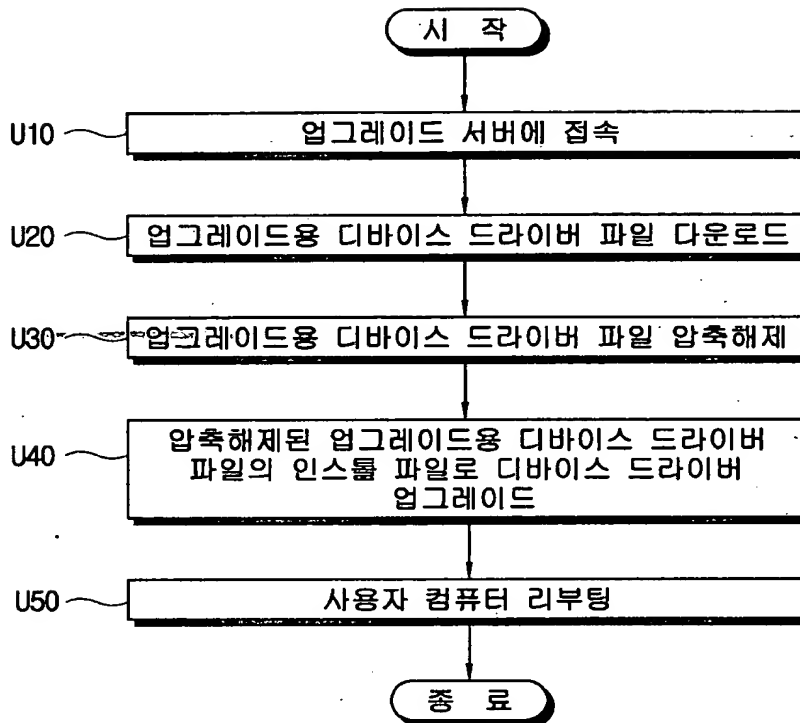 시 작
U10 업그레이드 서버에 접속
U20 업그레이드용 디바이스 드라이버 파일 다운로드
U30 업그레이드용 디바이스 드라이버 파일 압축해제
U40 압축해제된 업그레이드용 디바이스 드라이버
파일의 인스톨 파일로 디바이스 드라이버
업그레이드
U50 사용자 컴퓨터 리부팅
종 료